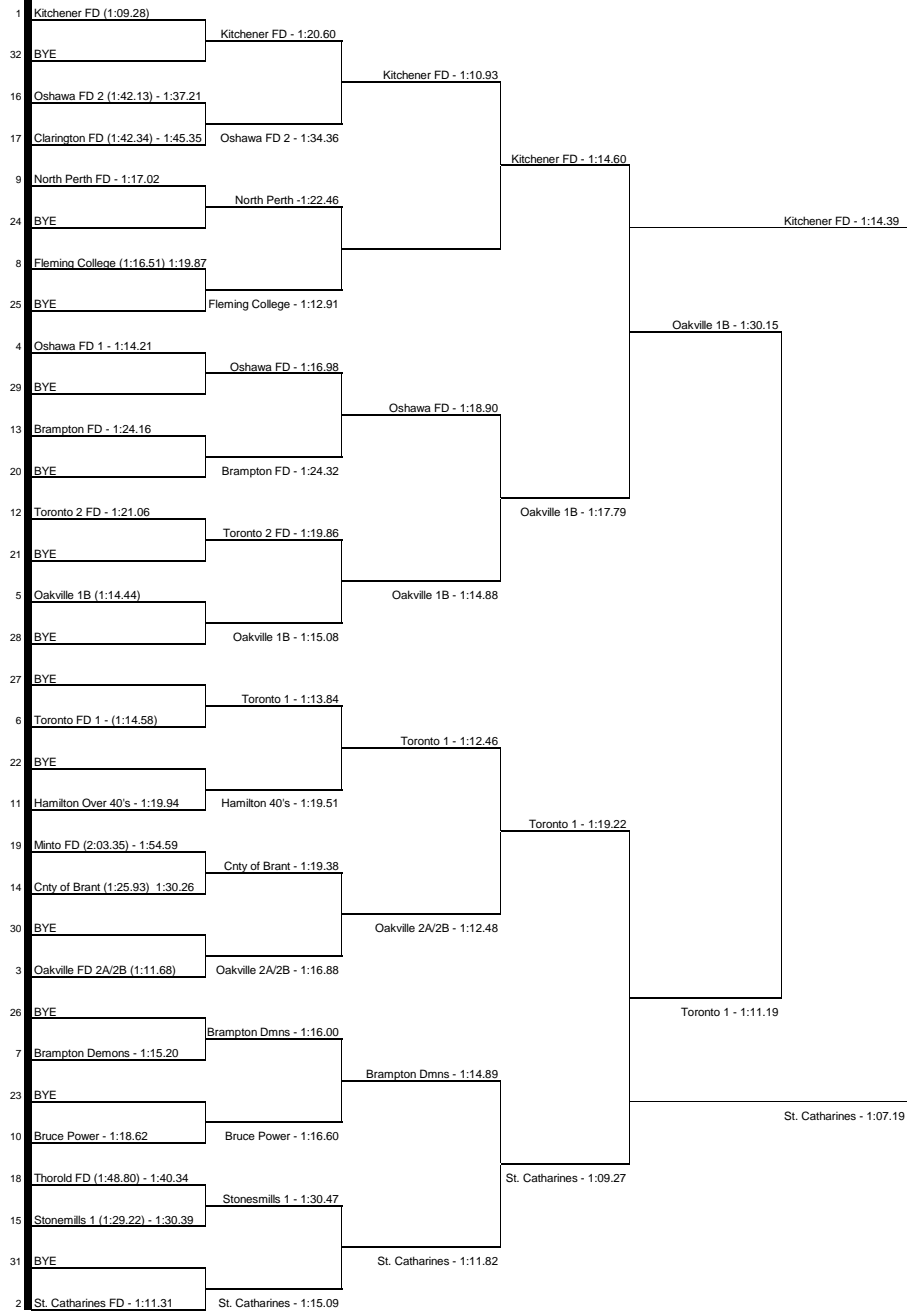 1 Kitchener FD (1:09.28)
Kitchener FD - 1:20.60
32 BYE
Kitchener FD - 1:10.93
16 Oshawa FD 2 (1:42.13) - 1:37.21
17 Clarington FD (1:42.34) - 1:45.35 Oshawa FD 2 - 1:34.36
Kitchener FD - 1:14.60
9 North Perth FD - 1:17.02
North Perth -1:22.46
24 BYE Kitchener FD - 1:14.39
8 Fleming College (1:16.51) 1:19.87
25 BYE Fleming College - 1:12.91
Oakville 1B - 1:30.15
4 Oshawa FD 1 - 1:14.21
Oshawa FD - 1:16.98
29 BYE
Oshawa FD - 1:18.90
13 Brampton FD - 1:24.16
20 BYE Brampton FD - 1:24.32
12 Toronto 2 FD - 1:21.06 Oakville 1B - 1:17.79
Toronto 2 FD - 1:19.86
21 BYE
5 Oakville 1B (1:14.44) Oakville 1B - 1:14.88
28 BYE Oakville 1B - 1:15.08
27 BYE
Toronto 1 - 1:13.84
6 Toronto FD 1 - (1:14.58)
Toronto 1 - 1:12.46
22 BYE
11 Hamilton Over 40's - 1:19.94 Hamilton 40's - 1:19.51
Toronto 1 - 1:19.22
19 Minto FD (2:03.35) - 1:54.59
Cnty of Brant - 1:19.38
14 Cnty of Brant (1:25.93) 1:30.26
30 BYE Oakville 2A/2B - 1:12.48
3 Oakville FD 2A/2B (1:11.68) Oakville 2A/2B - 1:16.88
26 BYE Toronto 1 - 1:11.19
Brampton Dmns - 1:16.00
7 Brampton Demons - 1:15.20
Brampton Dmns - 1:14.89
23 BYE
St. Catharines - 1:07.19
10 Bruce Power - 1:18.62 Bruce Power - 1:16.60
18 Thorold FD (1:48.80) - 1:40.34 St. Catharines - 1:09.27
Stonesmills 1 - 1:30.47
15 Stonemills 1 (1:29.22) - 1:30.39
31 BYE St. Catharines - 1:11.82
2 St. Catharines FD - 1:11.31 St. Catharines - 1:15.09